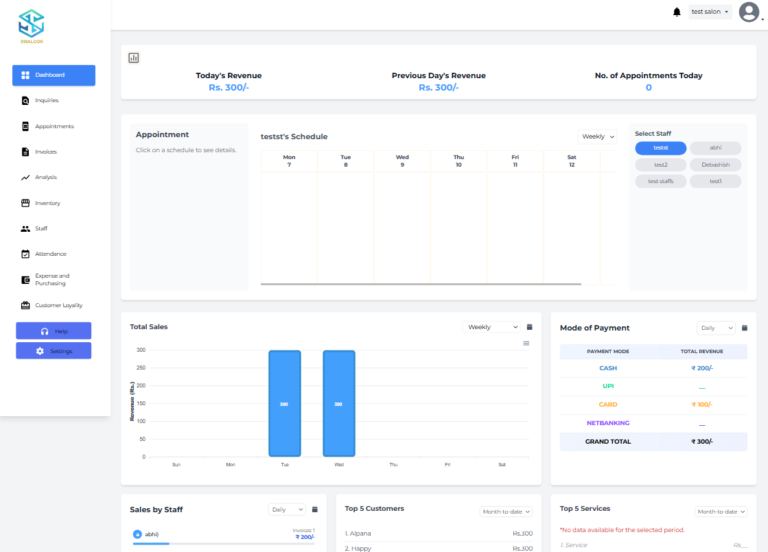 SWALOOK
test salon
Dashboard
Inquiries
Appointments
Invoices
Analysis
Inventory
Staff
Attendance
Expense and
Purchasing
Customer Loyality
Help
Settings
Today's Revenue
Rs. 300/-
Previous Day's Revenue
Rs. 300/-
No. of Appointments Today
0
Appointment
Click on a schedule to see details.
testst's Schedule
Weekly
Mon
7
Tue
8
Wed
9
Thu
10
Fri
11
Sat
12
Select Staff
testst
abhi
test2
Debashish
test staffs
test1
Total Sales
Weekly
Revenue (Rs.)
300
250
200
150
100
50
0
300
300
Sun
Mon
Tue
Wed
Thu
Fri
Sat
Mode of Payment
Daily
PAYMENT MODE TOTAL REVENUE
CASH ₹ 200/-
UPI __
CARD ₹ 100/-
NETBANKING __
GRAND TOTAL ₹ 300/-
Sales by Staff
Daily
a
abhi)
Invoices: 1
₹ 200/-
Top 5 Customers
Month-to-date
1. Alpana Rs.300
2. Happy Rs.300
Top 5 Services
Month-to-date
*No data available for the selected period.
1. Service Rs.__